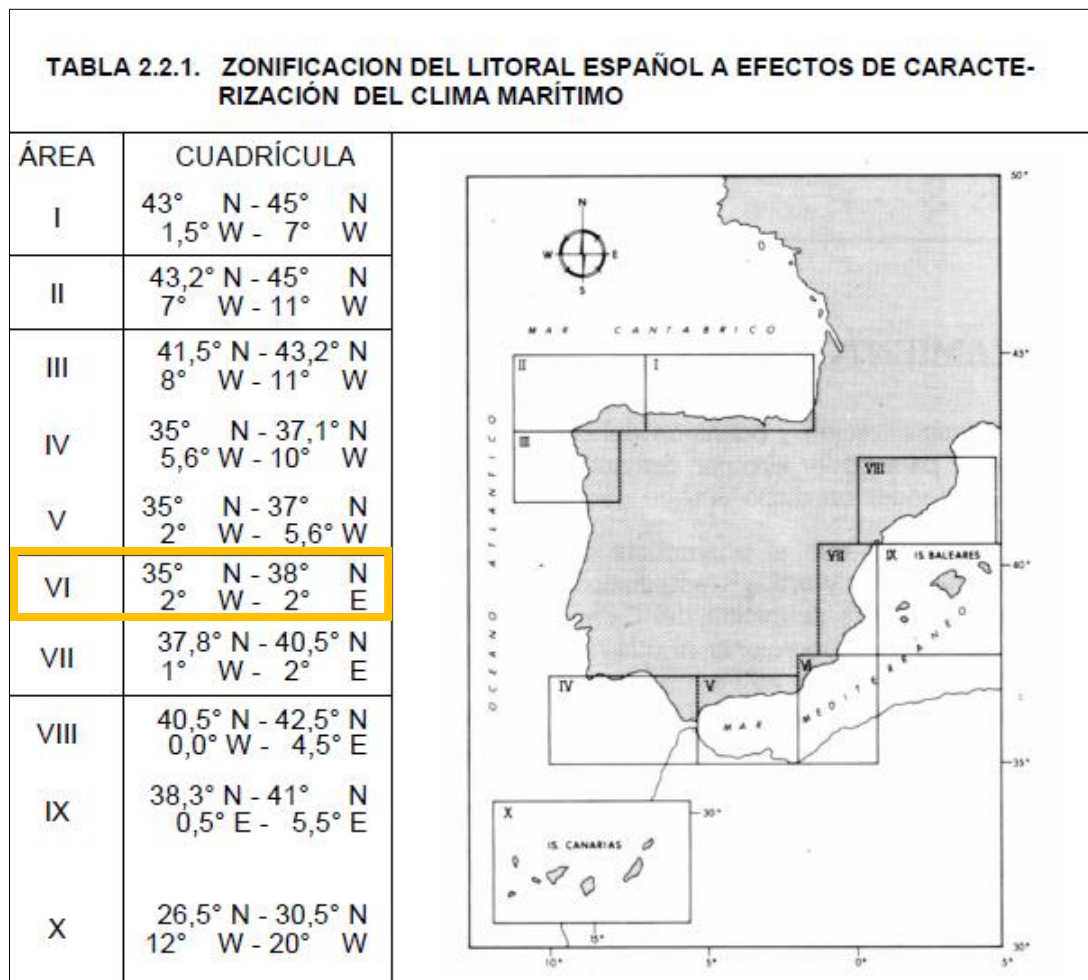 TABLA 2.2.1. ZONIFICACION DEL LITORAL ESPAÑOL A EFECTOS DE CARACTE-
RIZACIÓN DEL CLIMA MARÍTIMO
ÁREA CUADRÍCULA
I
43° N - 45° N
1,5° W - 7° W
II
43,2° N - 45° N
7° W - 11° W
III
41,5° N - 43,2° N
8° W - 11° W
IV
35° N - 37,1° N
5,6° W - 10° W
V
35° N - 37° N
2° W - 5,6° W
VI
35° N - 38° N
2° W - 2° E
VII
37,8° N - 40,5° N
1° W - 2° E
VIII
40,5° N - 42,5° N
0,0° W - 4,5° E
IX
38,3° N - 41° N
0,5° E - 5,5° E
X
26,5° N - 30,5° N
12° W - 20° W
50°
N
W E
S
MAR CANTABRICO
45°
II I
III
OCEANO ATLANTICO
VIII
VII IX IS. BALEARES
40°
VI
IV V
MAR MEDITERRÁNEO
35°
X
30°
IS. CANARIAS
15°
30°
10° 5° 0° 5°